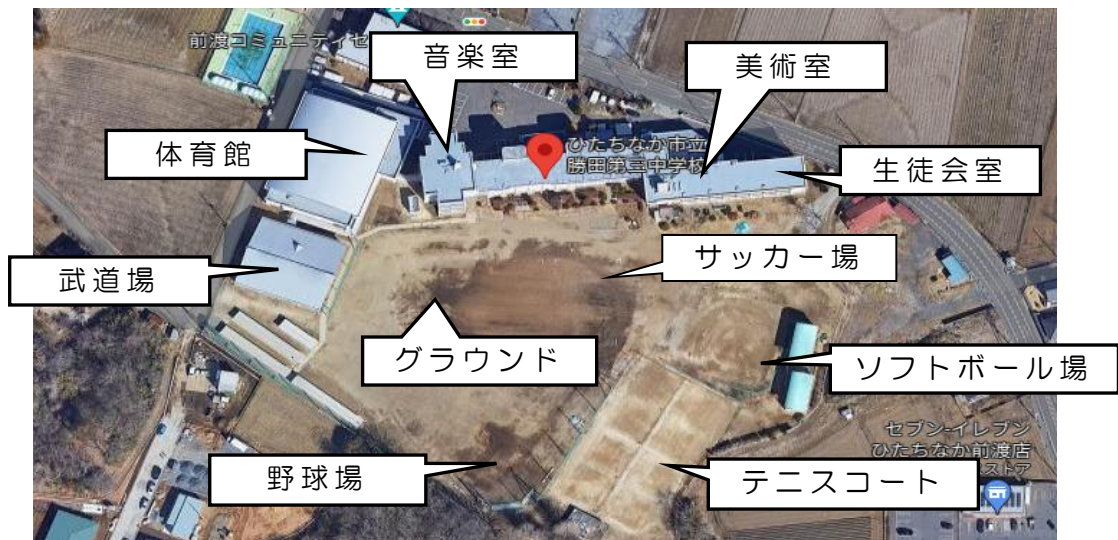 前渡コミュニティセ
音楽室
美術室
体育館
ひたちなか市立
勝田第三中学校
生徒会室
サッカー場
武道場
グラウンド
ソフトボール場
セブン-イレブン
ひたちなか前渡店
ストア
野球場
テニスコート